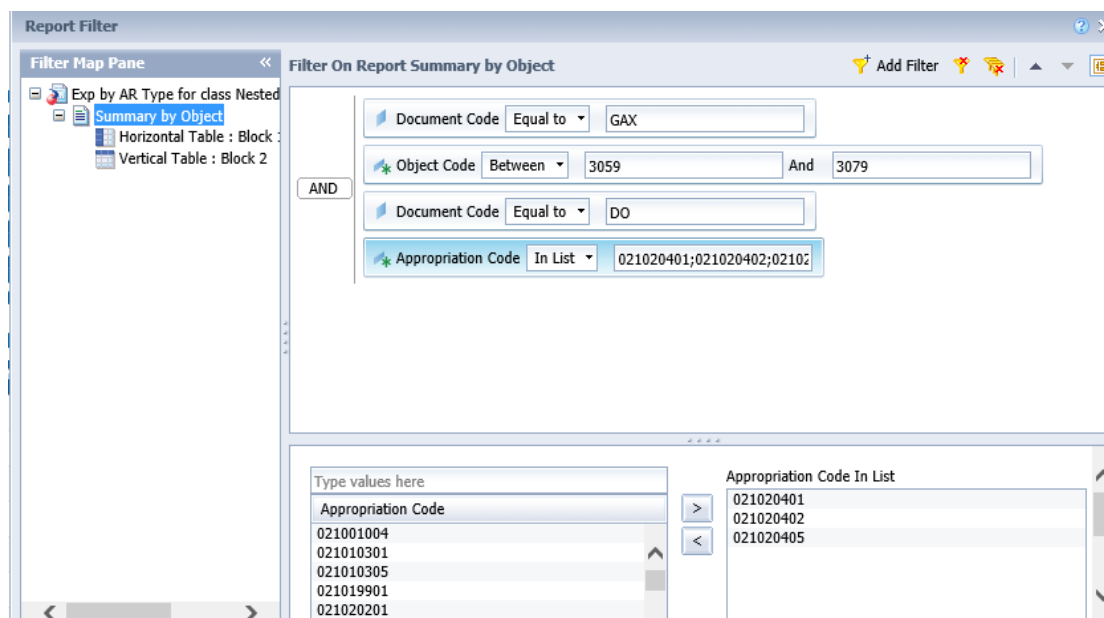 Report Filter
Filter Map Pane «
Exp by AR Type for class Nested
Summary by Object
Horizontal Table : Block
Vertical Table : Block 2
Filter On Report Summary by Object Add Filter
Document Code Equal to GAX
Object Code Between 3059 And 3079
AND
Document Code Equal to DO
Appropriation Code In List 021020401;021020402;02102
Type values here
Appropriation Code
021001004
021010301
021010305
021019901
021020201
>
<
Appropriation Code In List
021020401
021020402
021020405